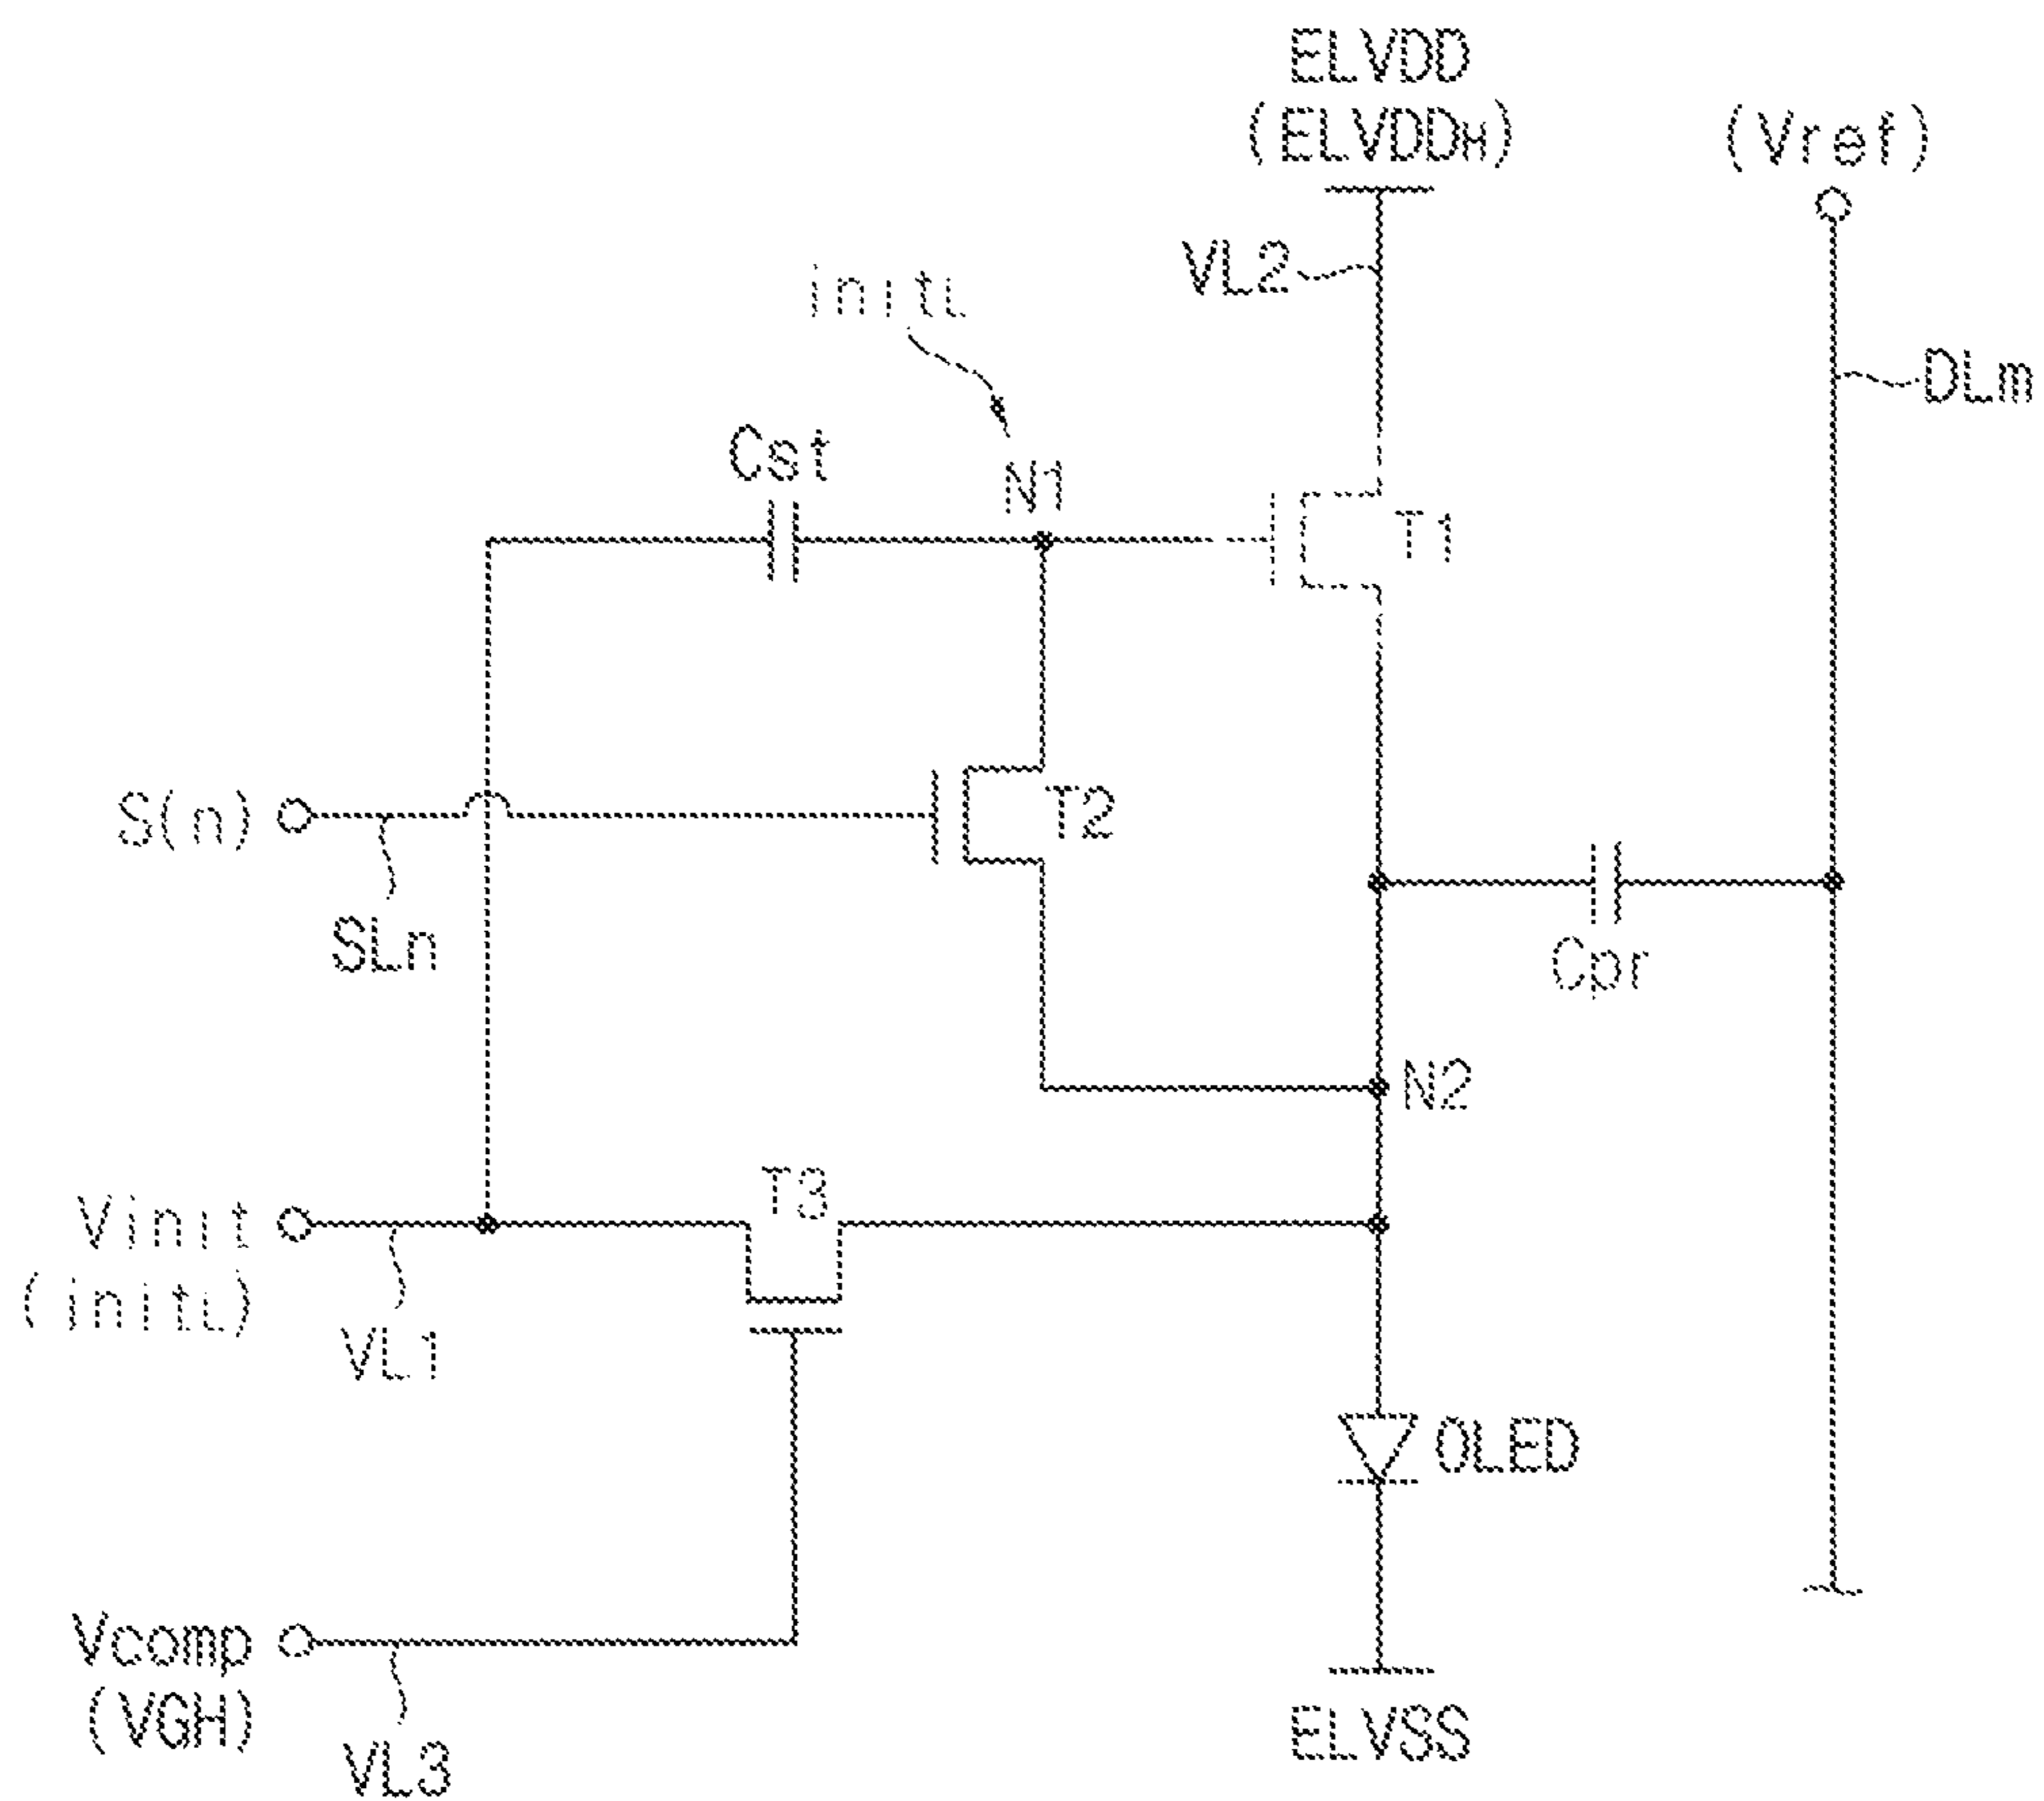 ELVDD
(ELVDDH)
(Vref)
VL2
initL
DLm
Cst
N1
T1
S(n)
T2
SLn
Cpr
N2
T3
Vinit
(initL)
VL1
OLED
Vcomp
(VGH)
VL3
ELVSS